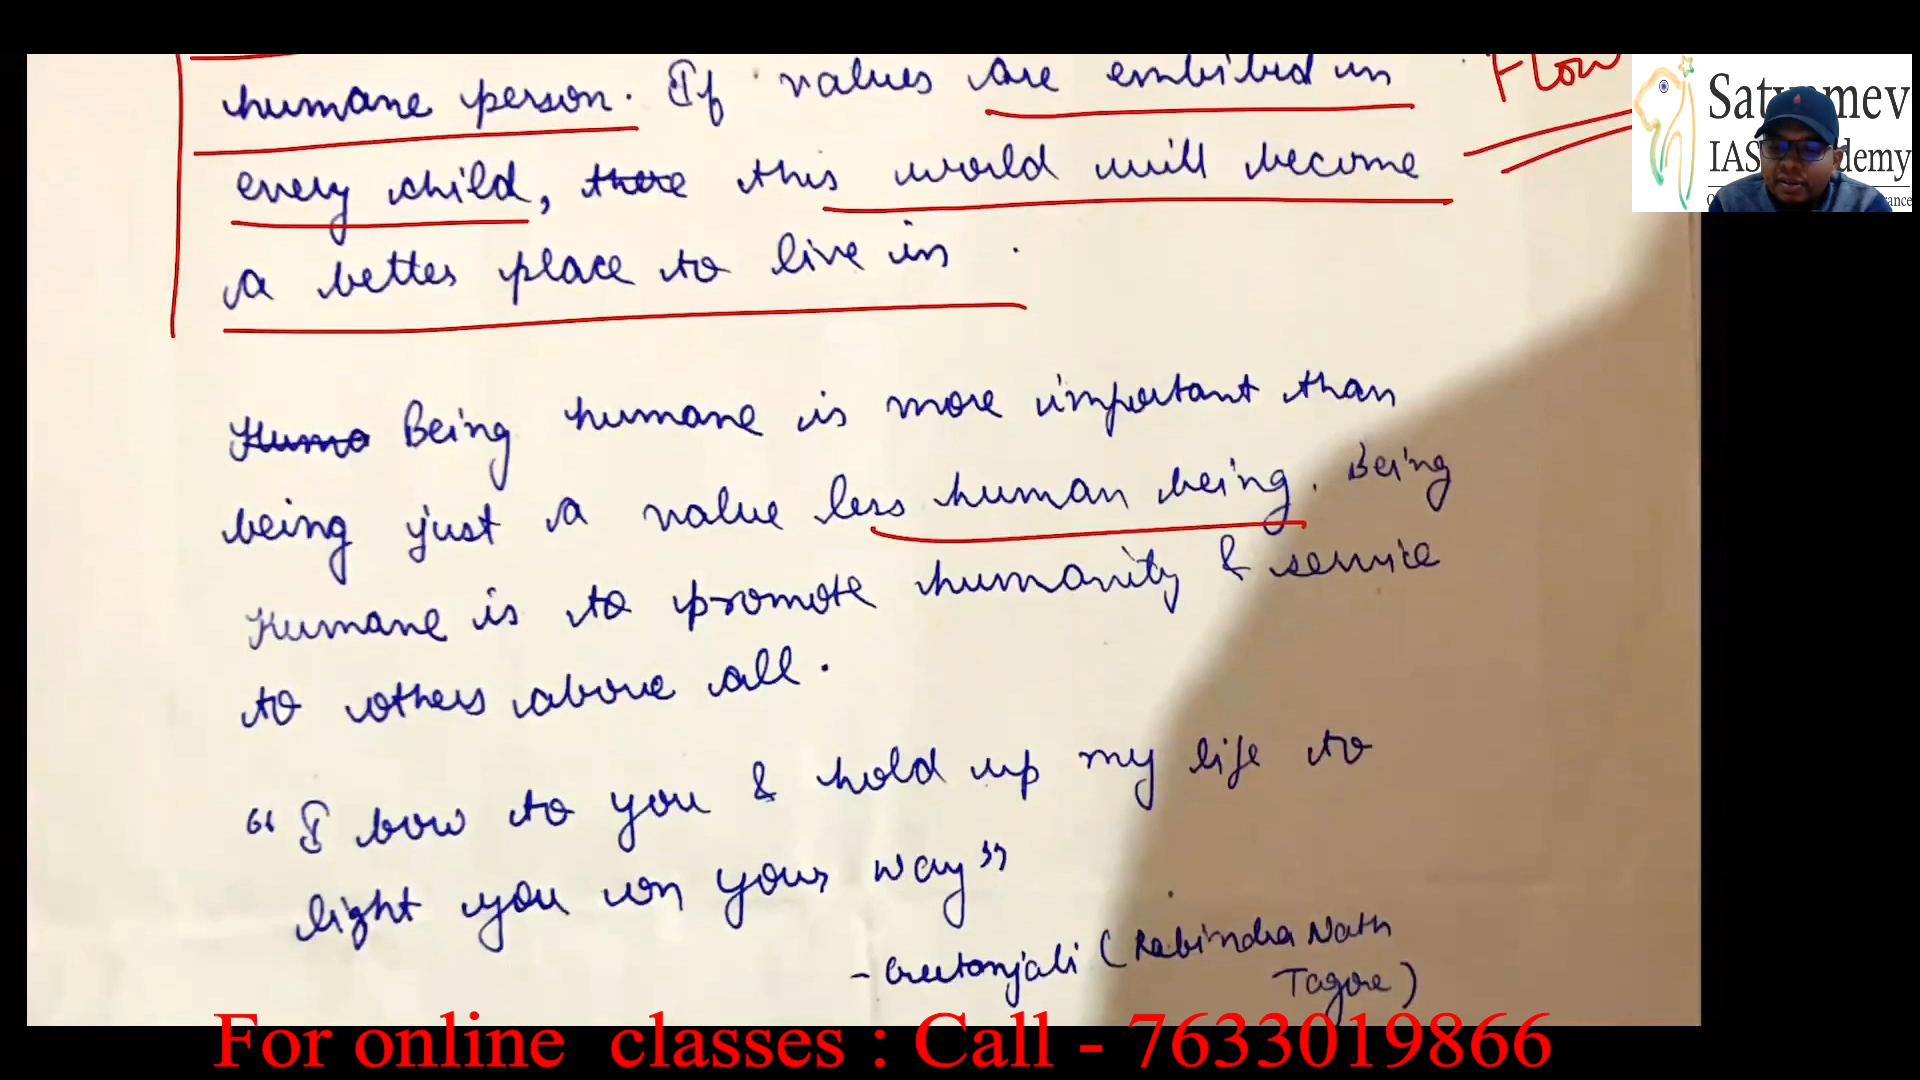 humane person. If values are embibed in
every child, there this world will become
a better place to live in.
Huma Being humane is more important than
being just a value less human being. Being
Humane is to promote humanity & service
to others above all.
“I bow to you & hold up my life to
light you on your way”
- Geetanjali (Rabindra Nath
Tagore)
Flow
Satyamev
IAS Academy
For online classes : Call - 7633019866